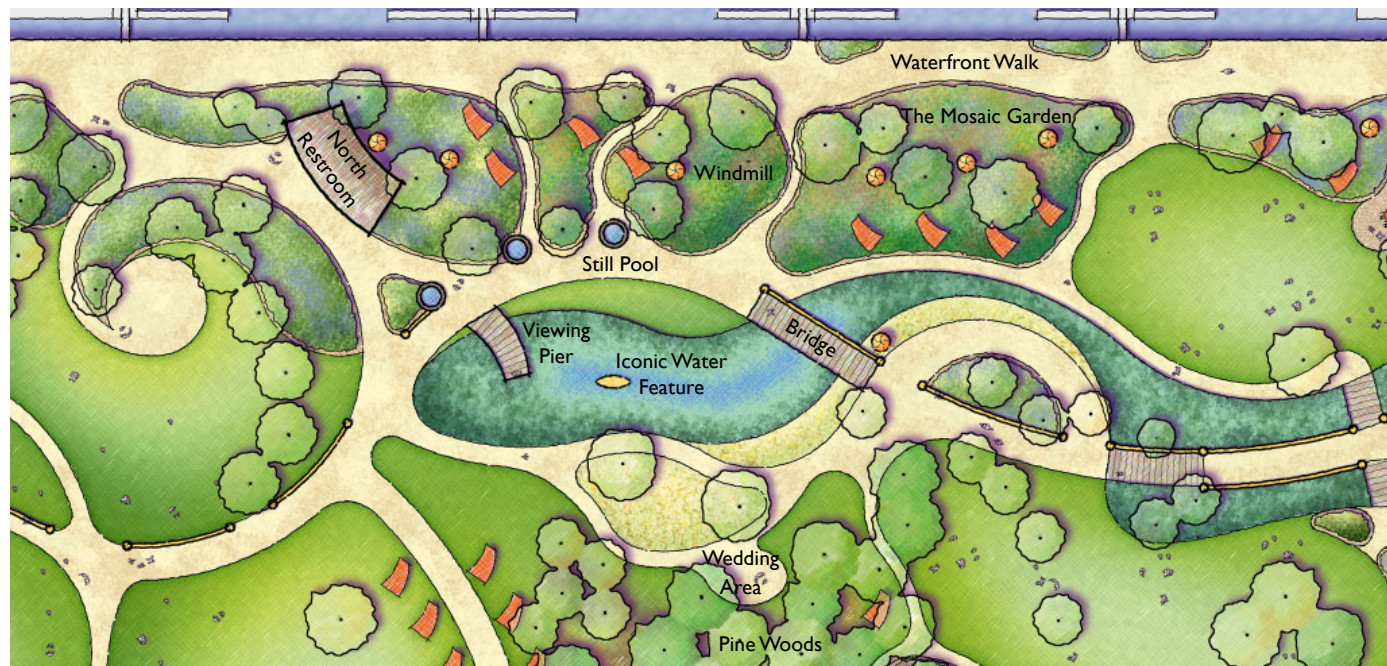 Waterfront Walk
The Mosaic Garden
North
Restroom
Windmill
Still Pool
Viewing
Pier
Bridge
Iconic Water
Feature
Wedding
Area
Pine Woods